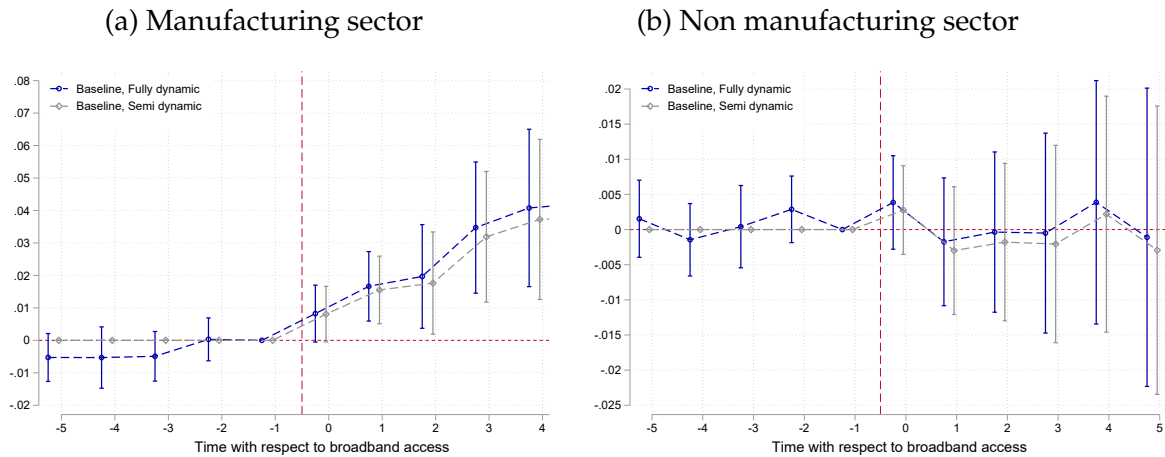 (a) Manufacturing sector
Baseline, Fully dynamic
Baseline, Semi dynamic
.08
.07
.06
.05
.04
.03
.02
.01
0
-.01
-.02
-5 -4 -3 -2 -1 0 1 2 3 4
Time with respect to broadband access
(b) Non manufacturing sector
Baseline, Fully dynamic
Baseline, Semi dynamic
.02
.015
.01
.005
0
-.005
-.01
-.015
-.02
-.025
-5 -4 -3 -2 -1 0 1 2 3 4 5
Time with respect to broadband access